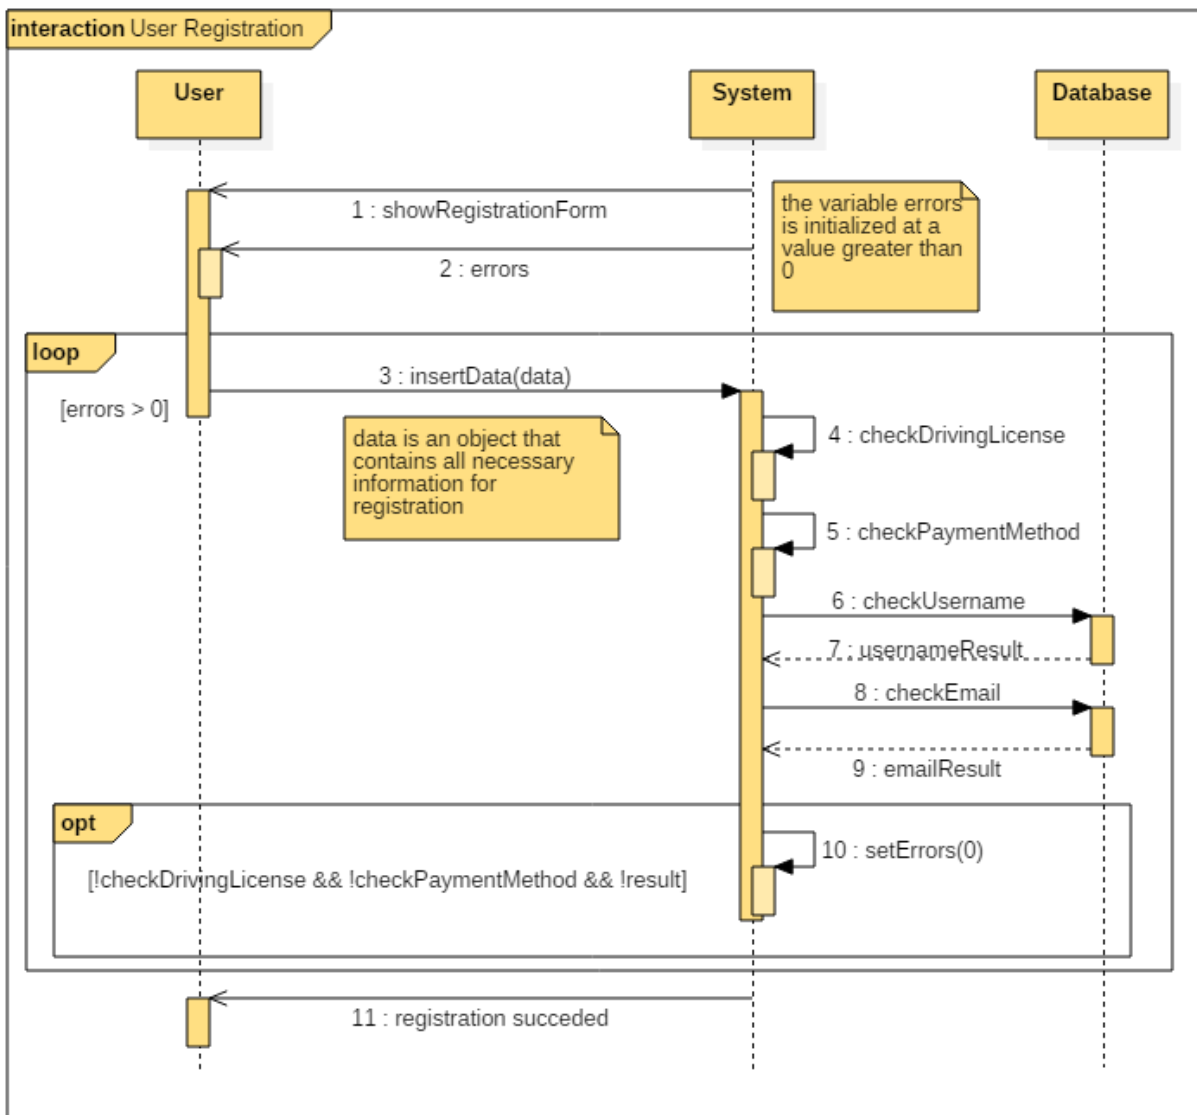 interaction User Registration
User
System
Database
1 : showRegistrationForm
the variable errors
is initialized at a
value greater than
0
2 : errors
loop
3 : insertData(data)
[errors > 0]
data is an object that
contains all necessary
information for
registration
4 : checkDrivingLicense
5 : checkPaymentMethod
6 : checkUsername
7 : usernameResult
8 : checkEmail
9 : emailResult
opt
10 : setErrors(0)
[!checkDrivingLicense && !checkPaymentMethod && !result]
11 : registration succeded